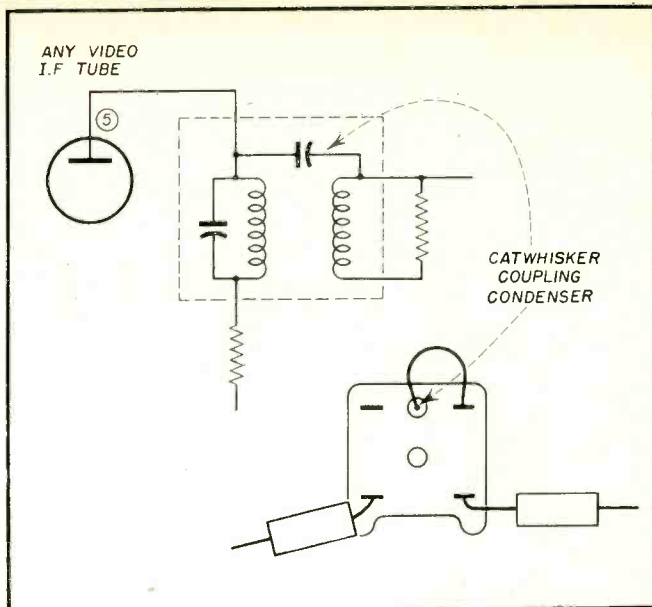 ANY VIDEO
I.F TUBE
5
CATWHISKER
COUPLING
CONDENSER